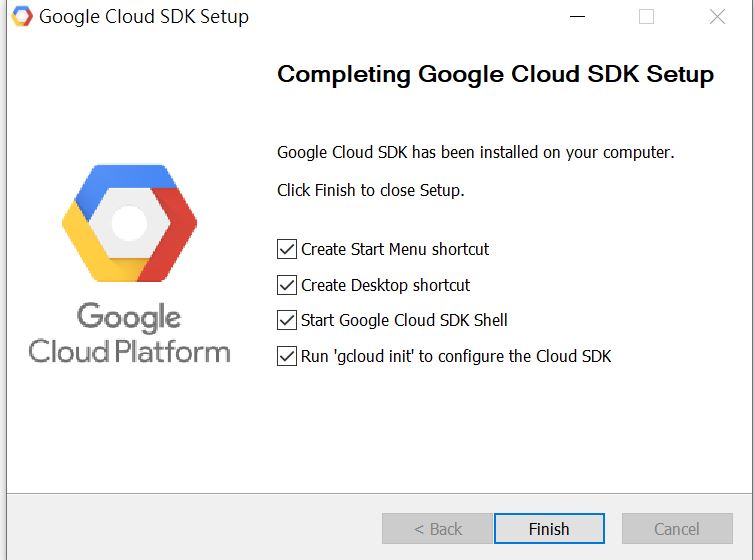 Google Cloud SDK Setup
Completing Google Cloud SDK Setup
Google Cloud SDK has been installed on your computer.
Click Finish to close Setup.
Create Start Menu shortcut
Create Desktop shortcut
Start Google Cloud SDK Shell
Run 'gcloud init' to configure the Cloud SDK
Google
Cloud Platform
< Back
Finish
Cancel